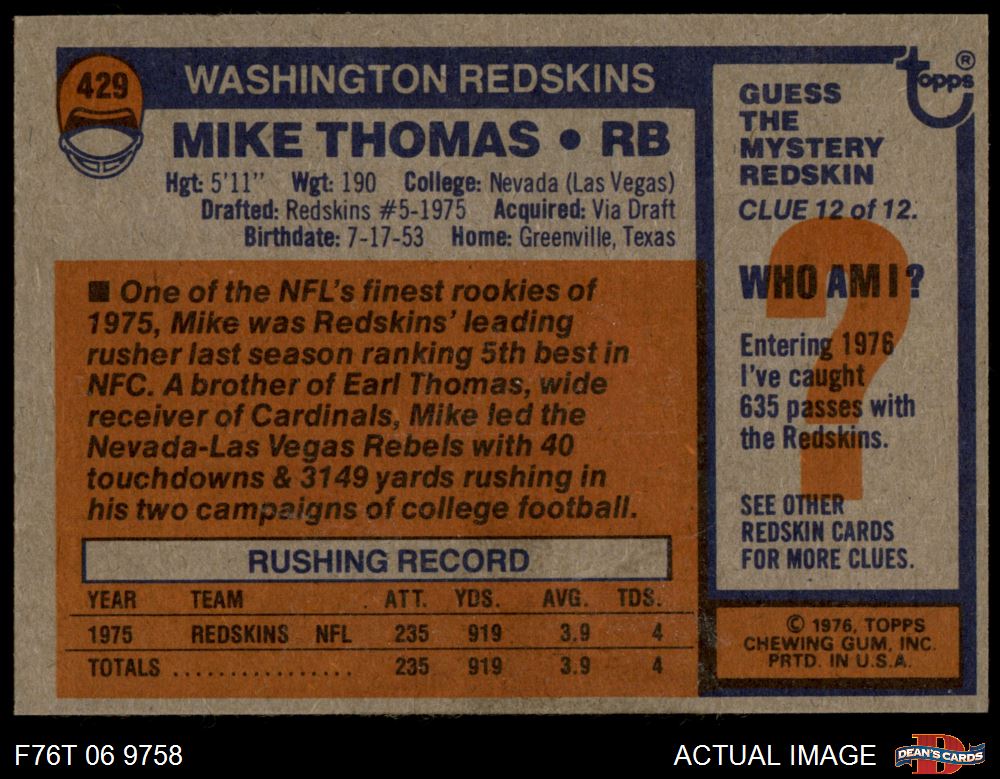 429
WASHINGTON REDSKINS
MIKE THOMAS • RB
Hgt: 5'11" Wgt: 190 College: Nevada (Las Vegas)
Drafted: Redskins #5-1975 Acquired: Via Draft
Birthdate: 7-17-53 Home: Greenville, Texas
■ One of the NFL's finest rookies of
1975, Mike was Redskins' leading
rusher last season ranking 5th best in
NFC. A brother of Earl Thomas, wide
receiver of Cardinals, Mike led the
Nevada-Las Vegas Rebels with 40
touchdowns & 3149 yards rushing in
his two campaigns of college football.
RUSHING RECORD
YEAR TEAM ATT. YDS. AVG. TDS.
1975 REDSKINS NFL 235 919 3.9 4
TOTALS ................ 235 919 3.9 4
topps ®
GUESS
THE
MYSTERY
REDSKIN
CLUE 12 of 12.
WHO AM I?
Entering 1976
I've caught
635 passes with
the Redskins.
SEE OTHER
REDSKIN CARDS
FOR MORE CLUES.
© 1976, TOPPS
CHEWING GUM, INC.
PRTD. IN U.S.A.
F76T 06 9758
ACTUAL IMAGE
DEAN'S CARDS